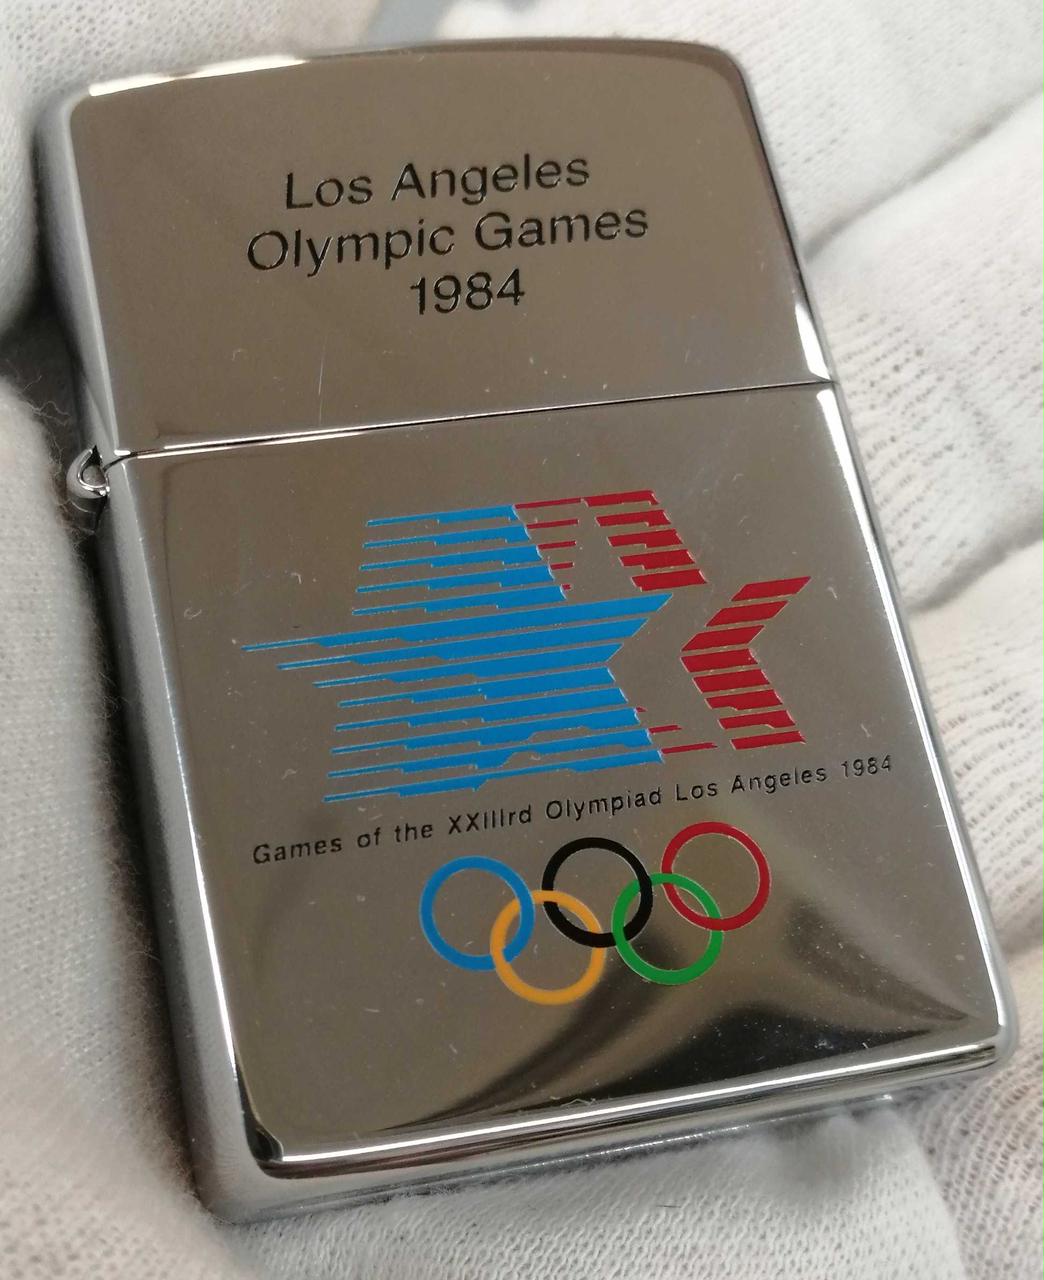 Los Angeles
Olympic Games
1984
Games of the XXIIIrd Olympiad Los Angeles 1984